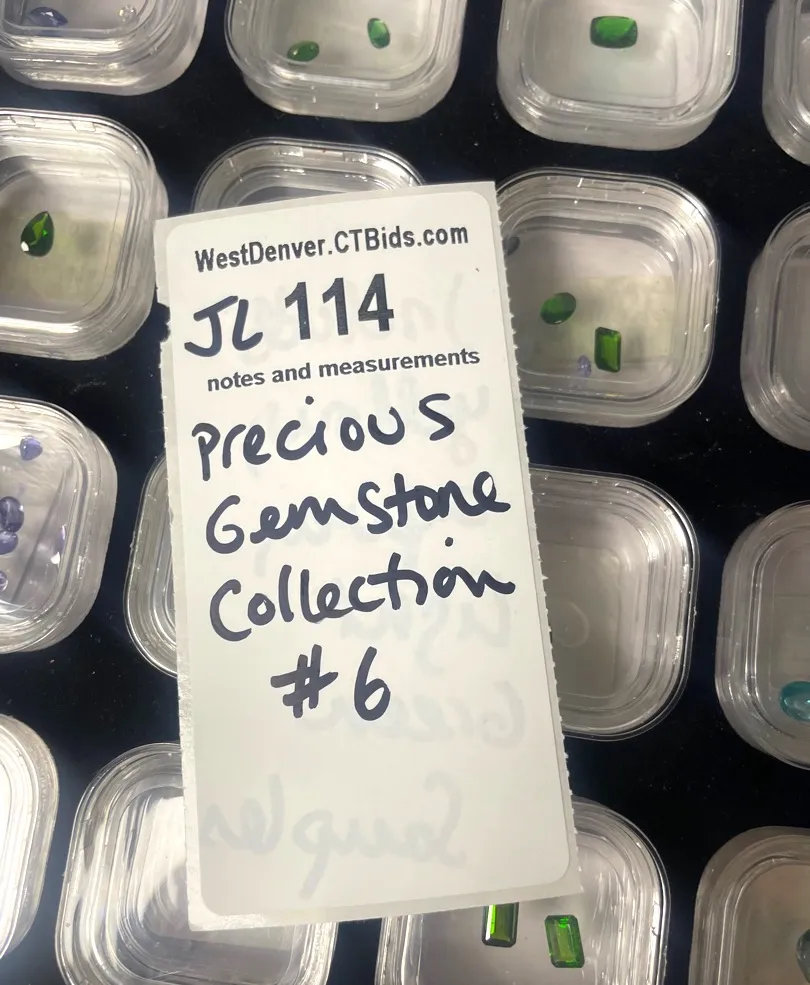 WestDenver.CTBids.com
JL 114
notes and measurements
Precious
Gemstone
Collection
#6